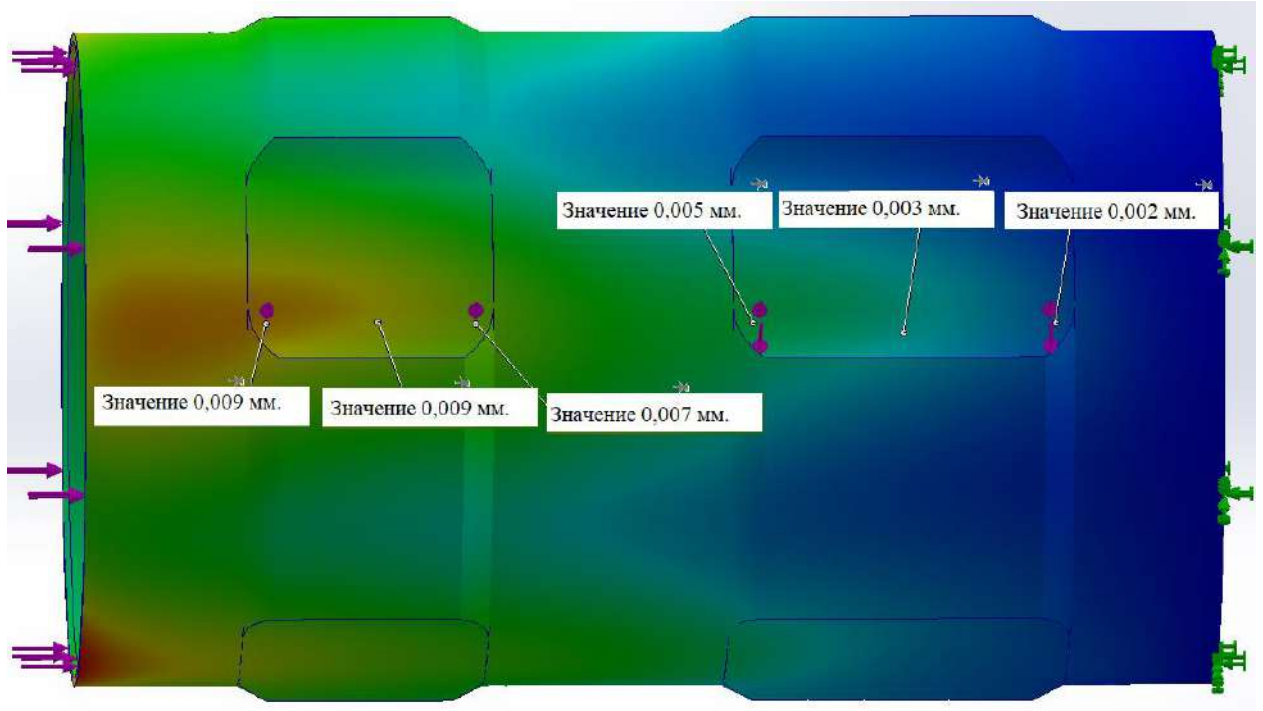 Значение 0,005 мм.
Значение 0,003 мм.
Значение 0,002 мм.
Значение 0,009 мм.
Значение 0,009 мм.
Значение 0,007 мм.